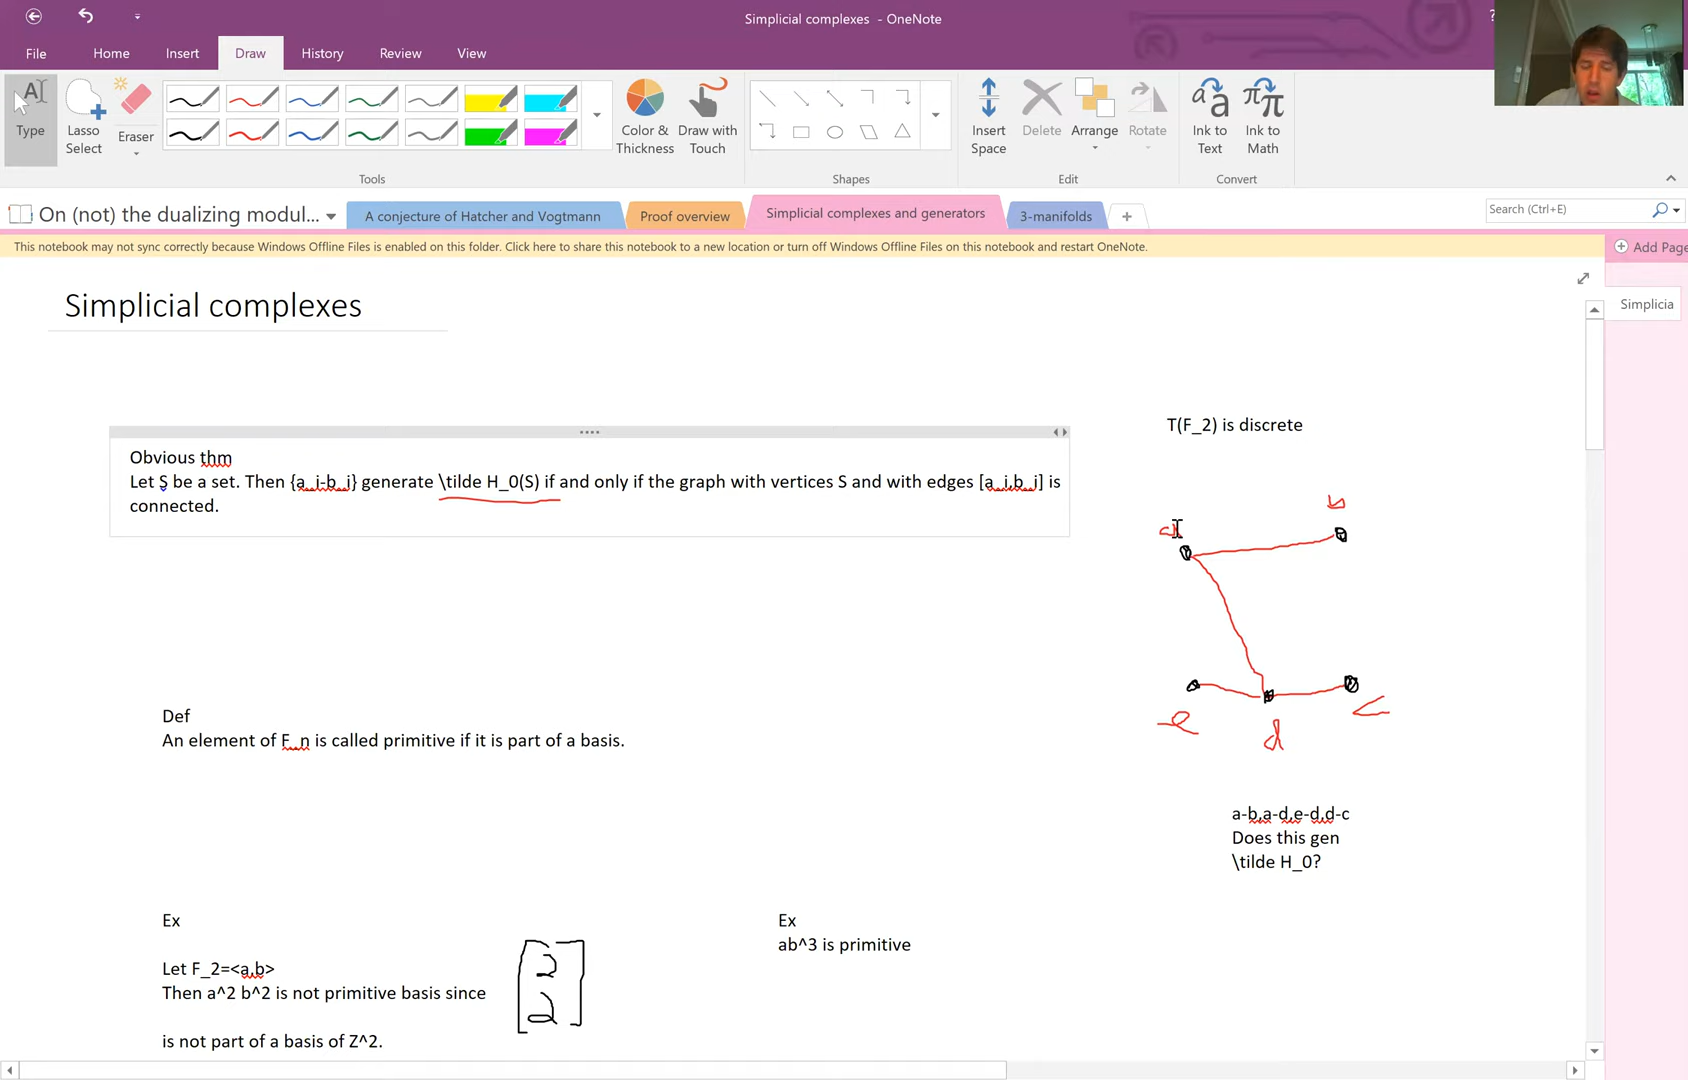 Simplicial complexes - OneNote
?
File
Home
Insert
Draw
History
Review
View
Type
Lasso Select
Eraser
Color & Thickness
Draw with Touch
Insert Space
Delete
Arrange
Rotate
Ink to Text
Ink to Math
Tools
Shapes
Edit
Convert
On (not) the dualizing modul...
A conjecture of Hatcher and Vogtmann
Proof overview
Simplicial complexes and generators
3-manifolds
Search (Ctrl+E)
This notebook may not sync correctly because Windows Offline Files is enabled on this folder. Click here to share this notebook to a new location or turn off Windows Offline Files on this notebook and restart OneNote.
Add Page
Simplicia
Simplicial complexes
T(F_2) is discrete
Obvious thm
Let S be a set. Then {a_i-b_i} generate \tilde H_0(S) if and only if the graph with vertices S and with edges [a_i,b_i] is
connected.
a
b
e
d
c
Def
An element of F_n is called primitive if it is part of a basis.
a-b,a-d,e-d,d-c
Does this gen
\tilde H_0?
Ex
Let F_2=<a,b>
Then a^2 b^2 is not primitive basis since
2
2
is not part of a basis of Z^2.
Ex
ab^3 is primitive